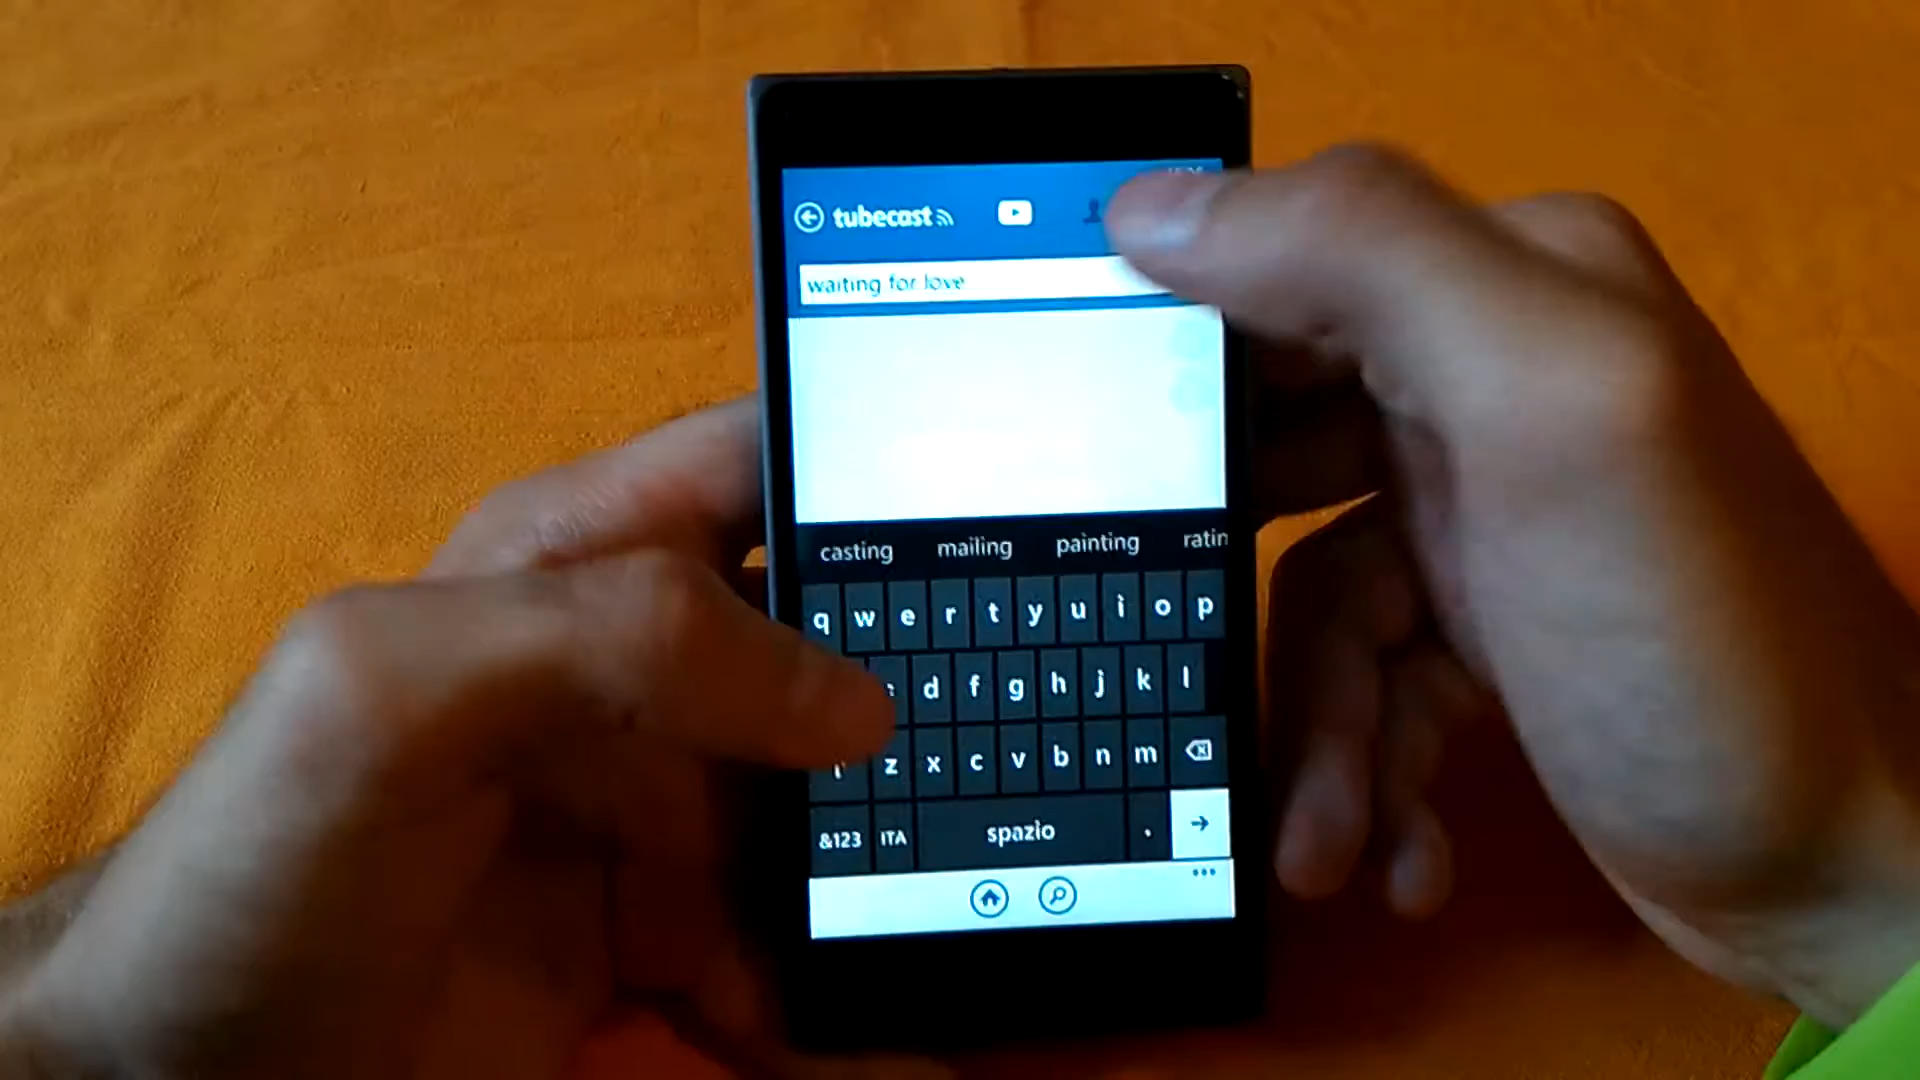 tubecast
waiting for love
casting mailing painting ratin
q w e r t y u i o p
d f g h j k l
z x c v b n m
&123 ITA spazio . →